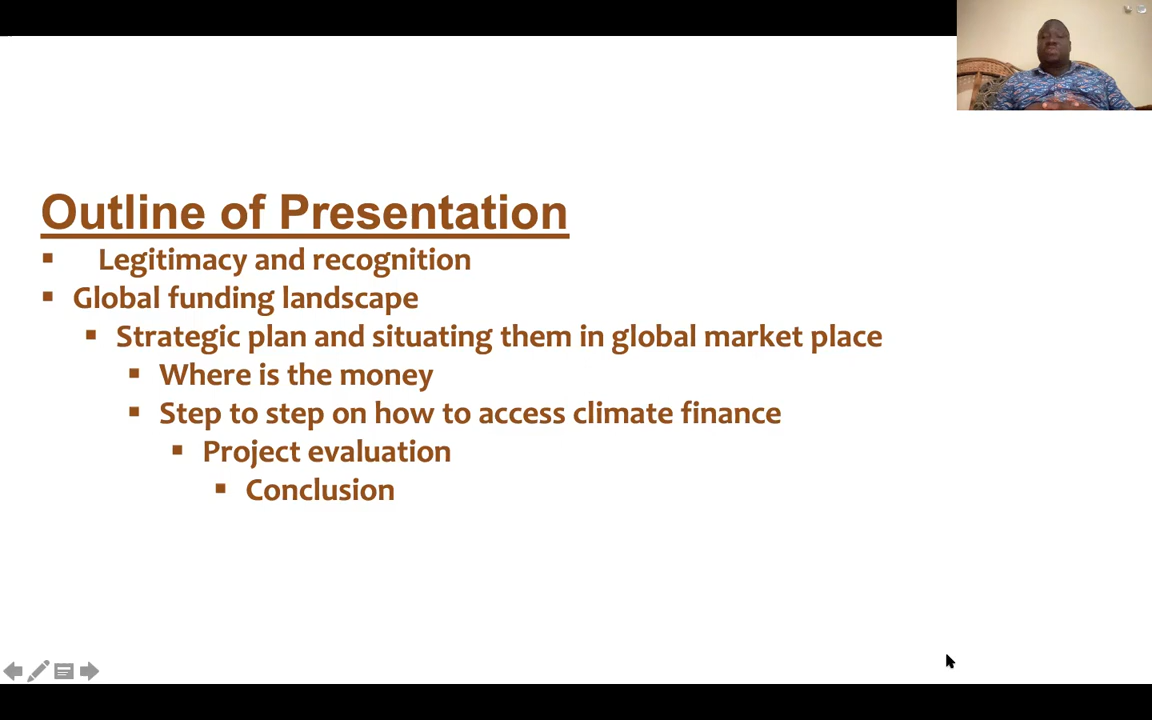 Outline of Presentation
Legitimacy and recognition
Global funding landscape
Strategic plan and situating them in global market place
Where is the money
Step to step on how to access climate finance
Project evaluation
Conclusion